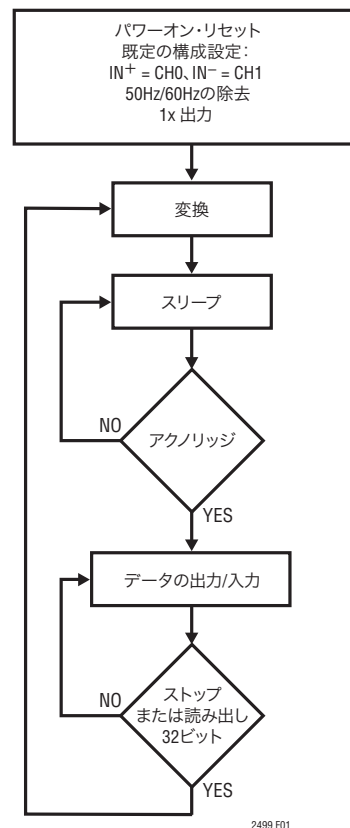 パワーオン・リセット
既定の構成設定:
IN+ = CH0、IN– = CH1
50Hz/60Hzの除去
1x 出力
変換
スリープ
NO
アクノリッジ
YES
データの出力/入力
NO
ストップ
または読み出し
32ビット
YES
2499 F01